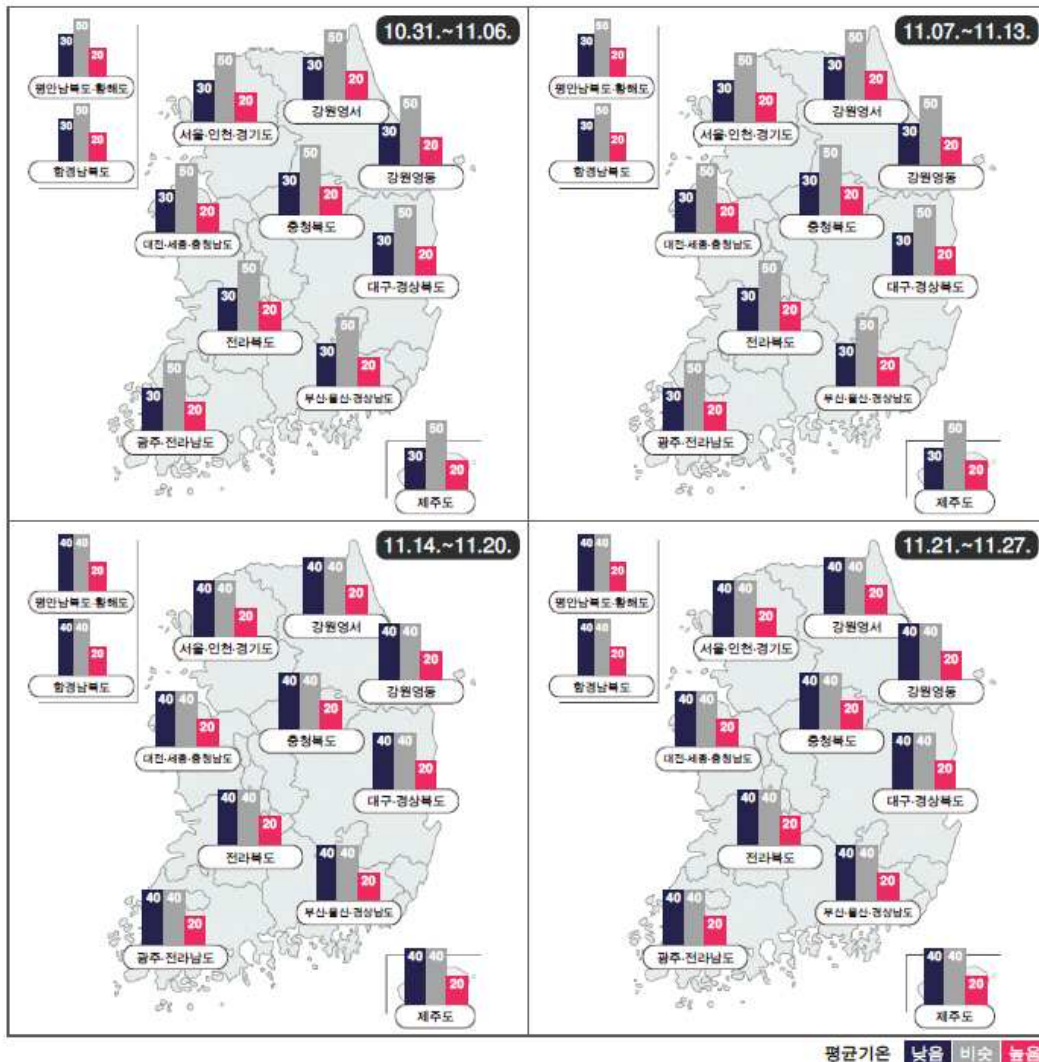 10.31.~11.06.
30 50 20
평안남북도·황해도
30 50 20
함경남북도
30 50 20
서울·인천·경기도
30 50 20
강원영서
30 50 20
강원영동
30 50 20
대전·세종·충청남도
30 50 20
충청북도
30 50 20
대구·경상북도
30 50 20
전라북도
30 50 20
부산·울산·경상남도
30 50 20
광주·전라남도
30 50 20
제주도
11.07.~11.13.
30 50 20
평안남북도·황해도
30 50 20
함경남북도
30 50 20
서울·인천·경기도
30 50 20
강원영서
30 50 20
강원영동
30 50 20
대전·세종·충청남도
30 50 20
충청북도
30 50 20
대구·경상북도
30 50 20
전라북도
30 50 20
부산·울산·경상남도
30 50 20
광주·전라남도
30 50 20
제주도
11.14.~11.20.
40 40 20
평안남북도·황해도
40 40 20
함경남북도
40 40 20
서울·인천·경기도
40 40 20
강원영서
40 40 20
강원영동
40 40 20
대전·세종·충청남도
40 40 20
충청북도
40 40 20
대구·경상북도
40 40 20
전라북도
40 40 20
부산·울산·경상남도
40 40 20
광주·전라남도
40 40 20
제주도
11.21.~11.27.
40 40 20
평안남북도·황해도
40 40 20
함경남북도
40 40 20
서울·인천·경기도
40 40 20
강원영서
40 40 20
강원영동
40 40 20
대전·세종·충청남도
40 40 20
충청북도
40 40 20
대구·경상북도
40 40 20
전라북도
40 40 20
부산·울산·경상남도
40 40 20
광주·전라남도
40 40 20
제주도
평균기온 낮음 비슷 높음